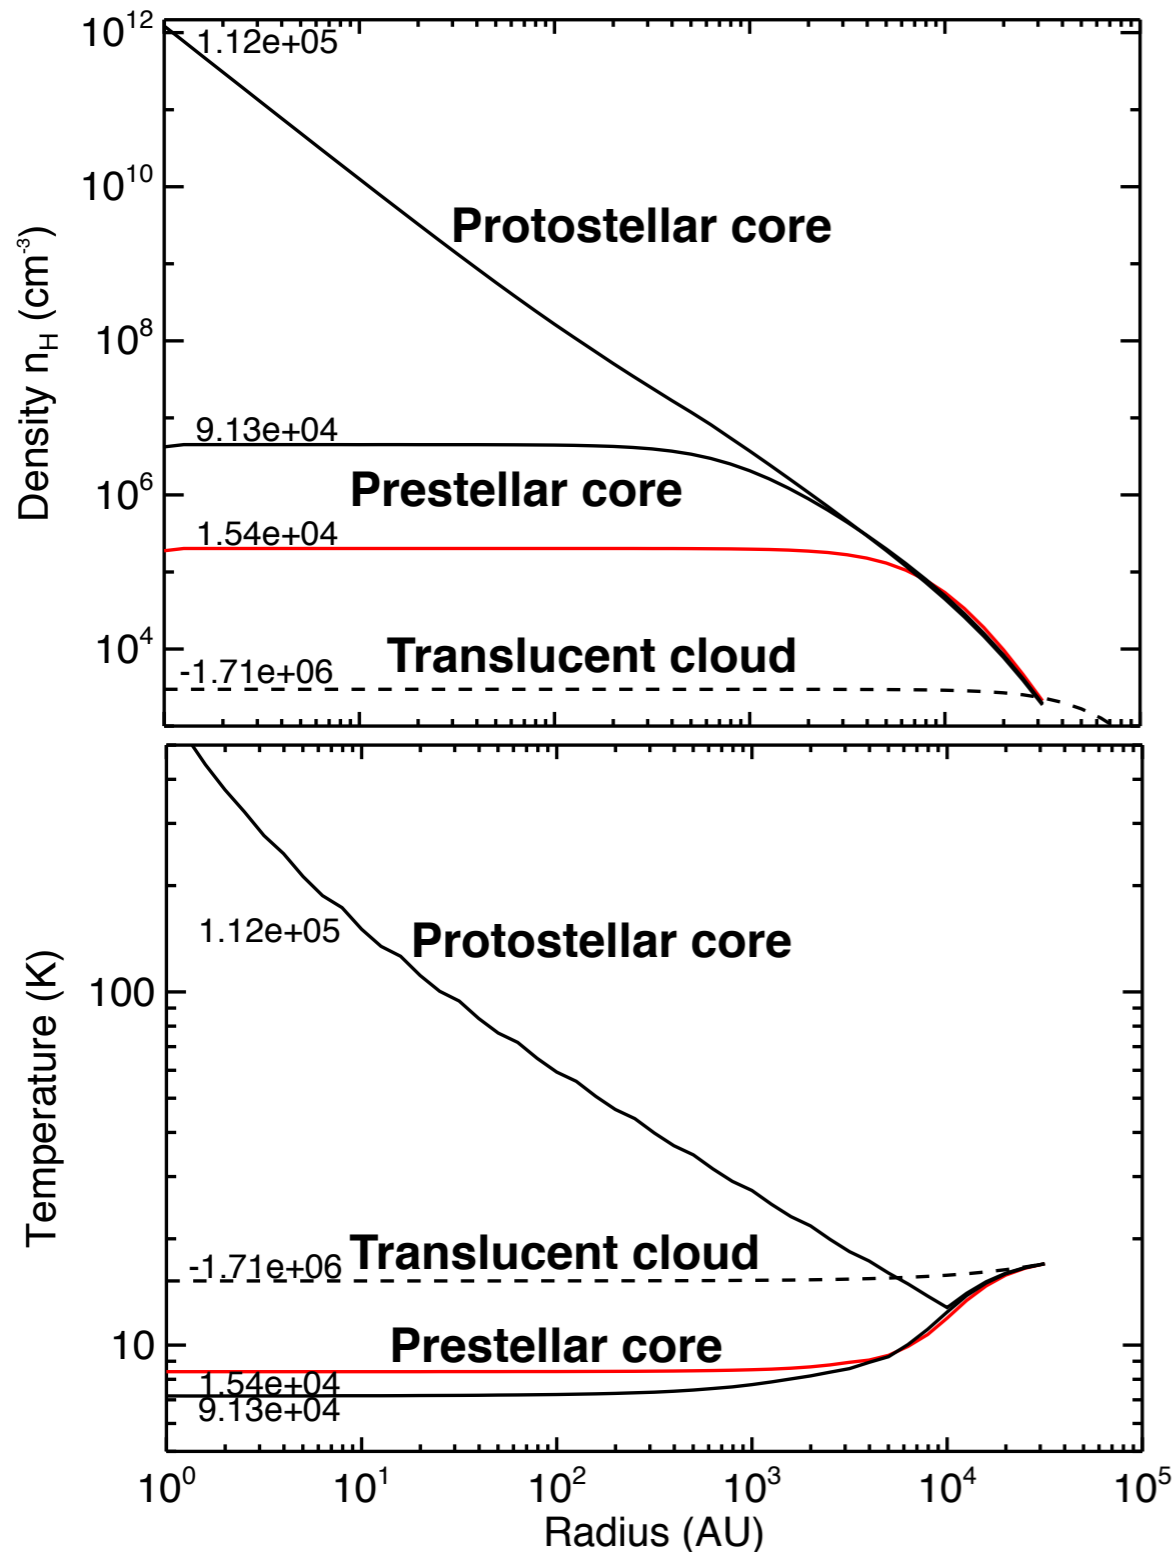 10¹²
1.12e+05
10¹⁰
Protostellar core
10⁸
9.13e+04
10⁶
Prestellar core
1.54e+04
10⁴
Translucent cloud
-1.71e+06
Density n_H (cm⁻³)
1.12e+05
Protostellar core
100
-1.71e+06
Translucent cloud
10
Prestellar core
1.54e+04
9.13e+04
Temperature (K)
10⁰ 10¹ 10² 10³ 10⁴ 10⁵
Radius (AU)